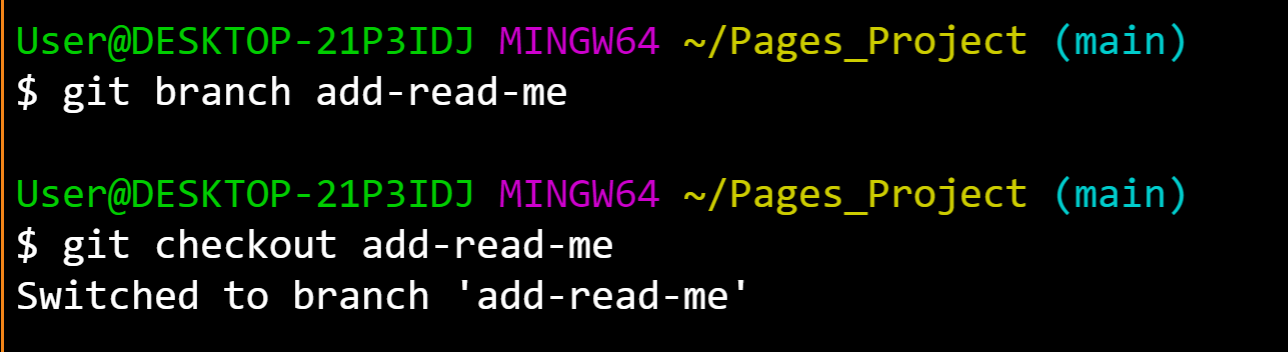 User@DESKTOP-21P3IDJ MINGW64 ~/Pages_Project (main)
$ git branch add-read-me
User@DESKTOP-21P3IDJ MINGW64 ~/Pages_Project (main)
$ git checkout add-read-me
Switched to branch 'add-read-me'